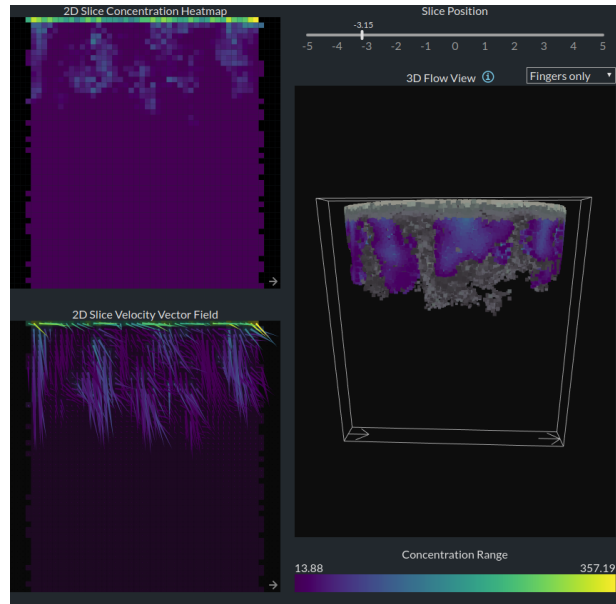 2D Slice Concentration Heatmap
Slice Position
-3.15
-5 -4 -3 -2 -1 0 1 2 3 4 5
3D Flow View
Fingers only
2D Slice Velocity Vector Field
Concentration Range
13.88 357.19